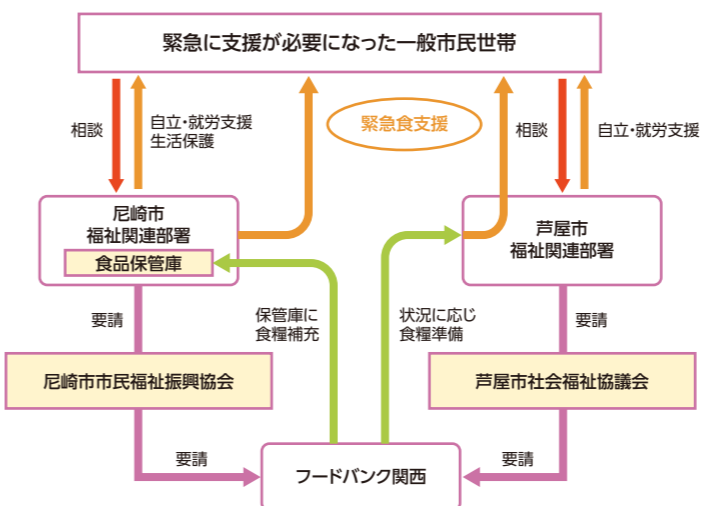 緊急に支援が必要になった一般市民世帯
相談
自立・就労支援
生活保護
緊急食支援
相談
自立・就労支援
尼崎市
福祉関連部署
食品保管庫
芦屋市
福祉関連部署
要請
保管庫に
食糧補充
状況に応じ
食糧準備
要請
尼崎市市民福祉振興協会
芦屋市社会福祉協議会
要請
フードバンク関西
要請